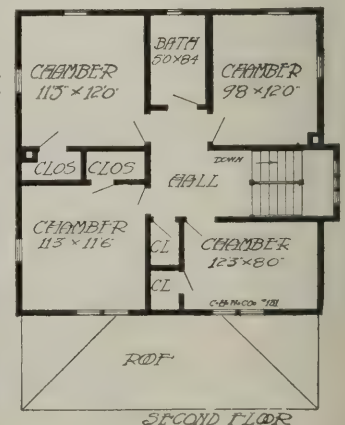 CHAMBER
11'3" × 12'0"
BATH
5'0×8'4
CHAMBER
9'8 × 12'0"
CLOS
CLOS
DOWN
HALL
CHAMBER
11'3 × 11'6
CL
CHAMBER
12'3" × 8'0"
CL
ROOF
SECOND FLOOR